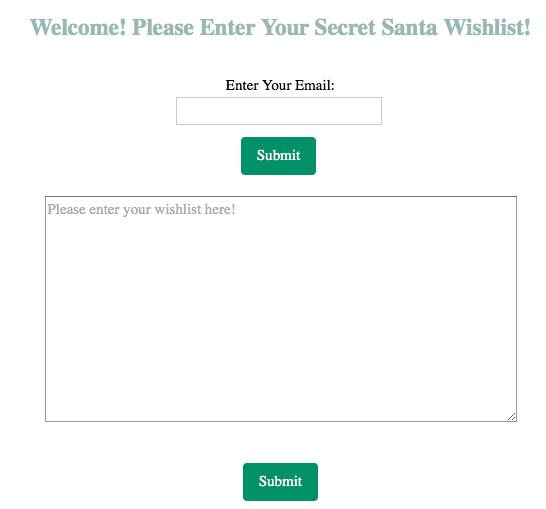 Welcome! Please Enter Your Secret Santa Wishlist!
Enter Your Email:
Submit
Please enter your wishlist here!
Submit